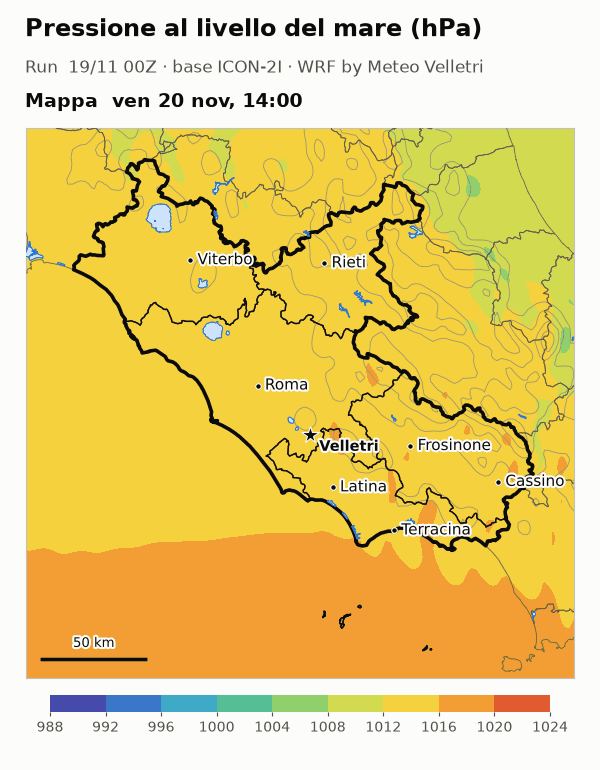 Pressione al livello del mare (hPa)
Run  19/11 00Z · base ICON-2I · WRF by Meteo Velletri
Mappa  ven 20 nov, 14:00
Viterbo
Rieti
Roma
Velletri
Frosinone
Latina
Cassino
Terracina
50 km
988 992 996 1000 1004 1008 1012 1016 1020 1024